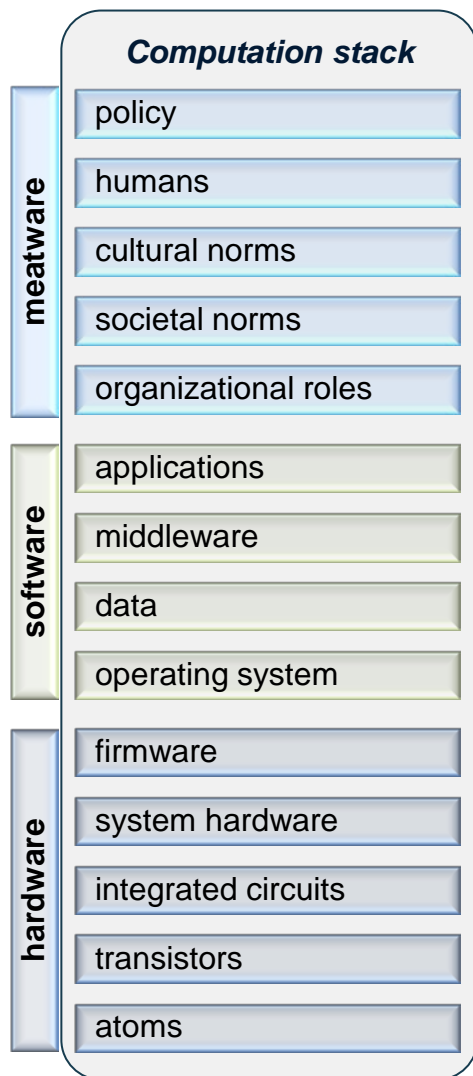 Computation stack
meatware
policy
humans
cultural norms
societal norms
organizational roles
software
applications
middleware
data
operating system
hardware
firmware
system hardware
integrated circuits
transistors
atoms